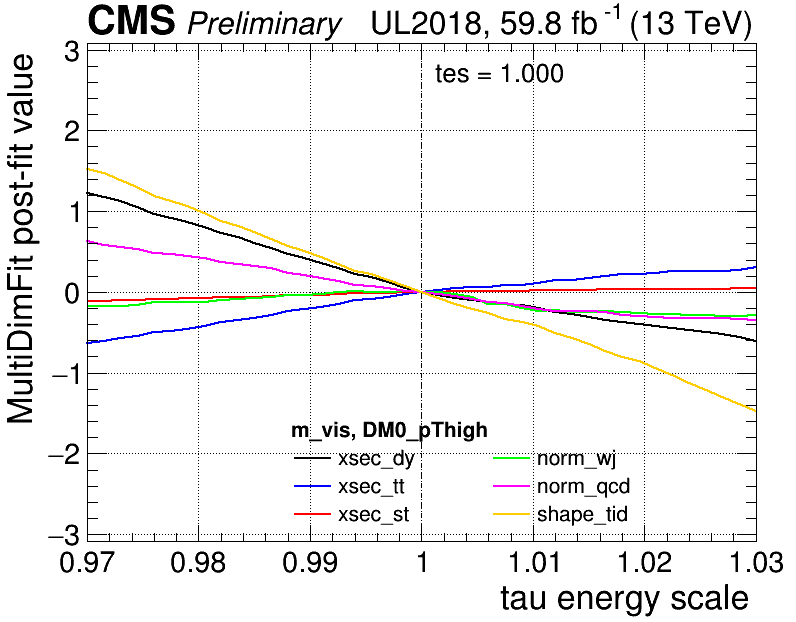 CMS Preliminary UL2018, 59.8 fb⁻¹ (13 TeV)
MultiDimFit post-fit value
3
2
1
0
−1
−2
−3
tes = 1.000
m_vis, DM0_pThigh
xsec_dy norm_wj
xsec_tt norm_qcd
xsec_st shape_tid
0.97 0.98 0.99 1 1.01 1.02 1.03
tau energy scale